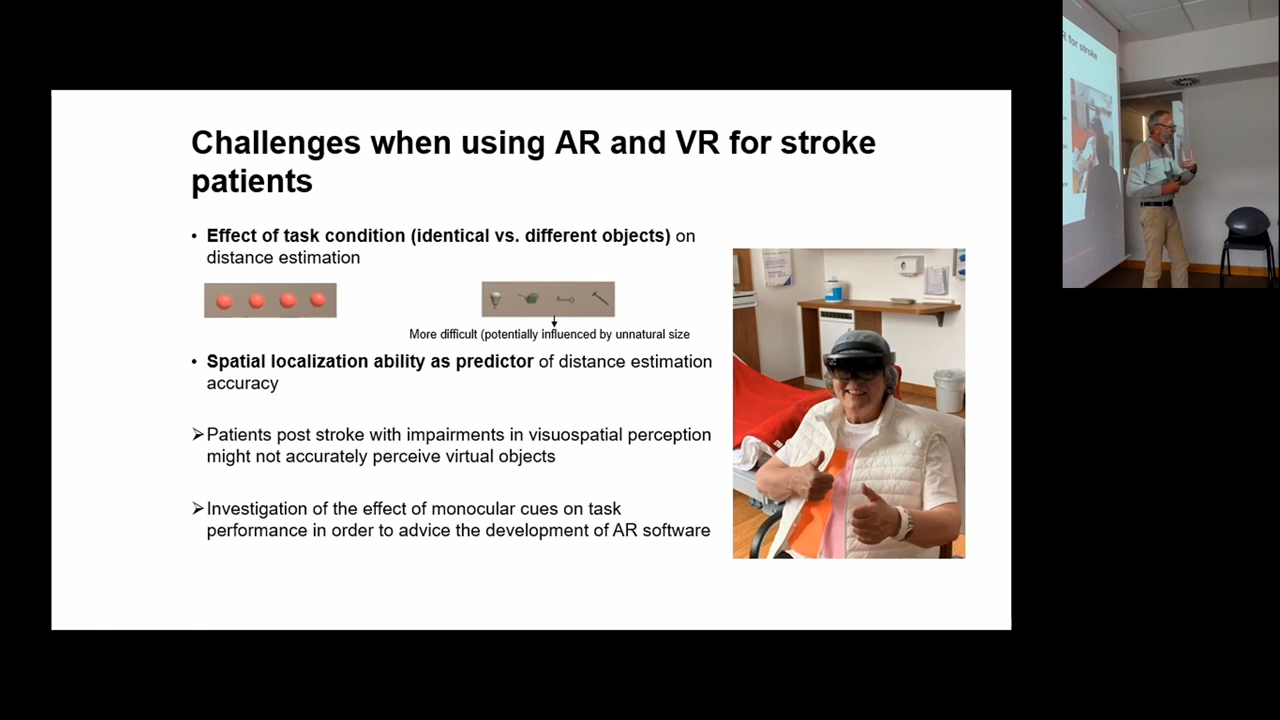 Challenges when using AR and VR for stroke
patients
• Effect of task condition (identical vs. different objects) on
distance estimation
More difficult (potentially influenced by unnatural size
• Spatial localization ability as predictor of distance estimation
accuracy
➢Patients post stroke with impairments in visuospatial perception
might not accurately perceive virtual objects
➢Investigation of the effect of monocular cues on task
performance in order to advice the development of AR software
R for stroke